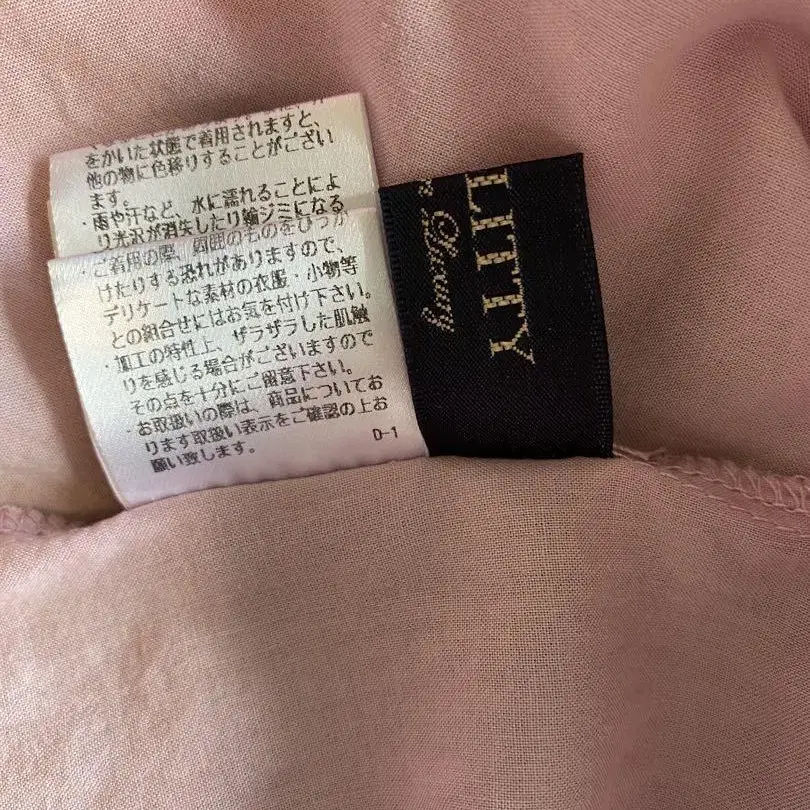 をかいた状態で着用されますと、
他の物に色移りすることがござい
ます。
・雨や汗など、水に濡れることによ
り光沢が消失したり輪ジミになる
・ご着用の際、周囲のものをひっか
けたりする恐れがありますので、
デリケートな素材の衣服・小物等
との組合せにはお気を付け下さい。
・加工の特性上、ザラザラした肌触
りを感じる場合がございますので
その点を十分にご留意下さい。
・お取扱いの際は、商品についてお
ります取扱い表示をご確認の上お
願い致します。
D-1
LITTY
Luxury